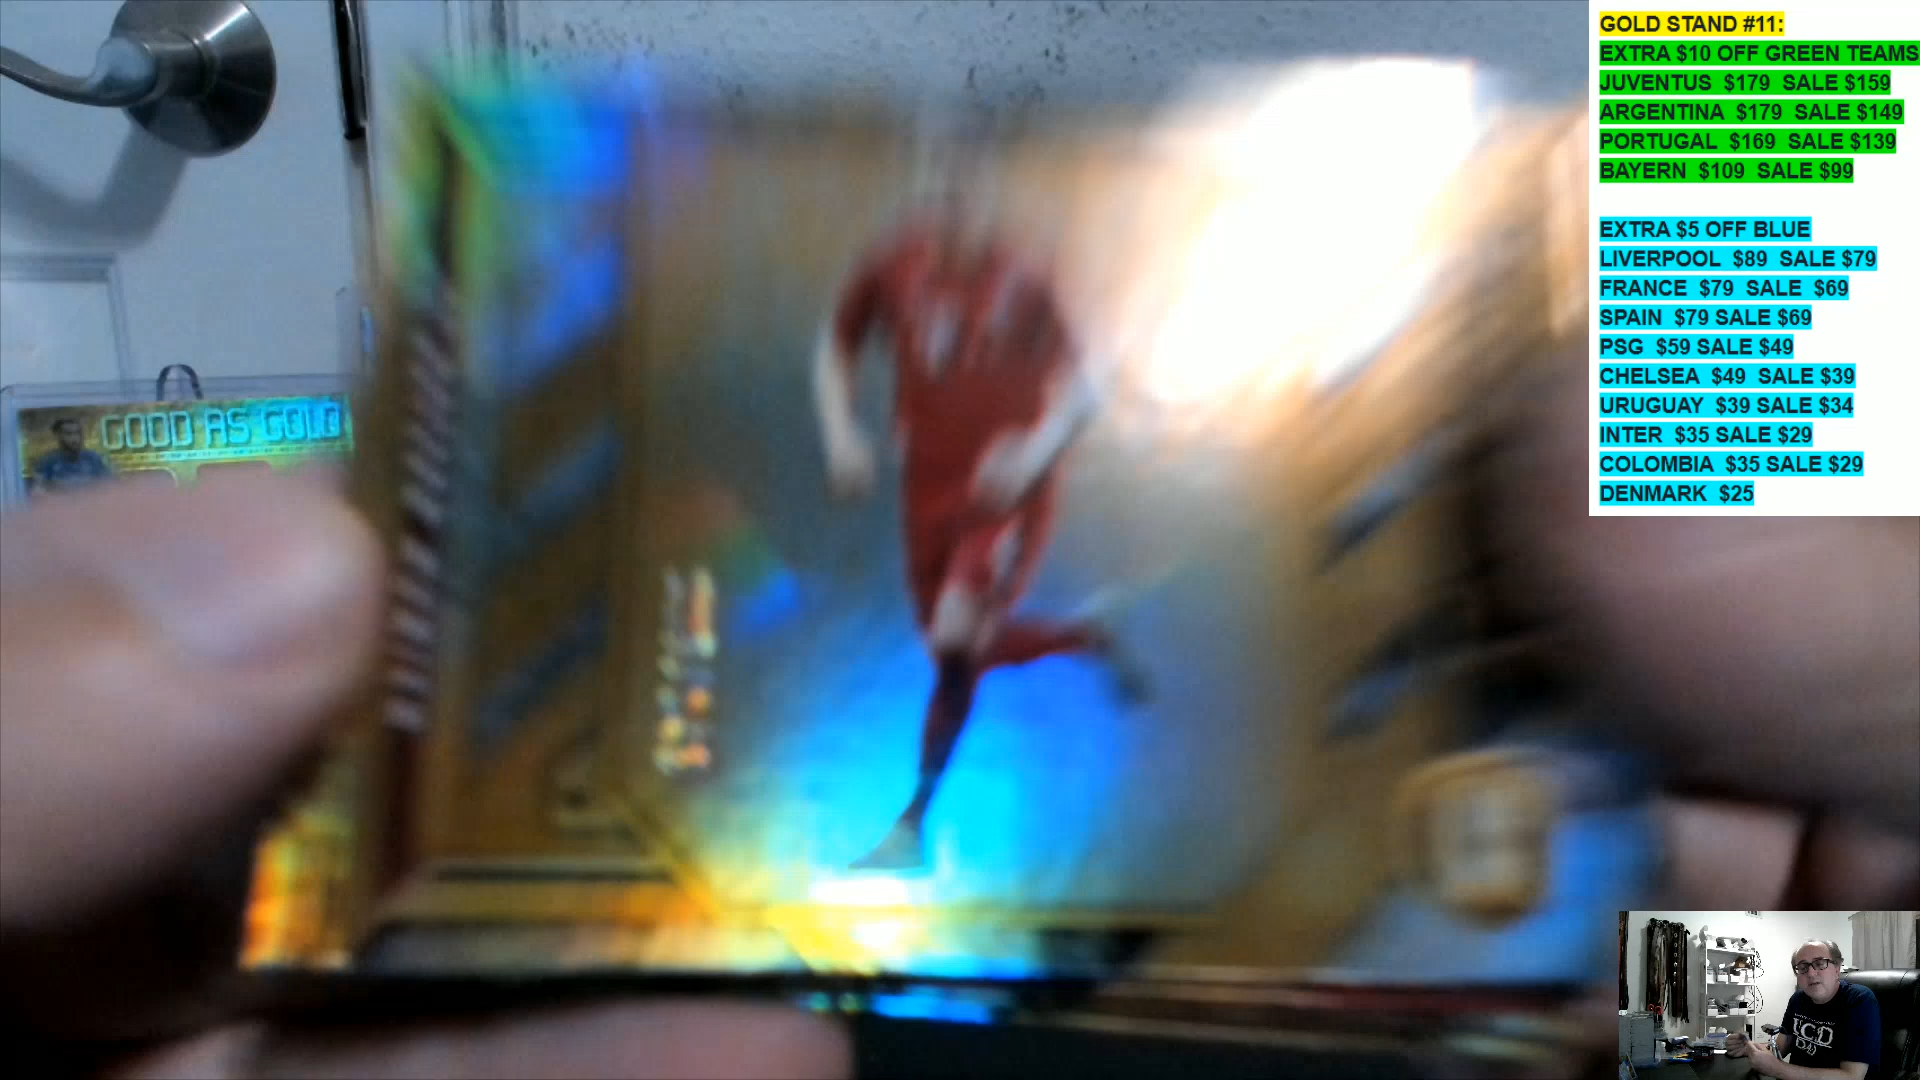 GOLD STAND #11:
EXTRA $10 OFF GREEN TEAMS
JUVENTUS $179 SALE $159
ARGENTINA $179 SALE $149
PORTUGAL $169 SALE $139
BAYERN $109 SALE $99
EXTRA $5 OFF BLUE
LIVERPOOL $89 SALE $79
FRANCE $79 SALE $69
SPAIN $79 SALE $69
PSG $59 SALE $49
CHELSEA $49 SALE $39
URUGUAY $39 SALE $34
INTER $35 SALE $29
COLOMBIA $35 SALE $29
DENMARK $25
GOOD AS GOLD